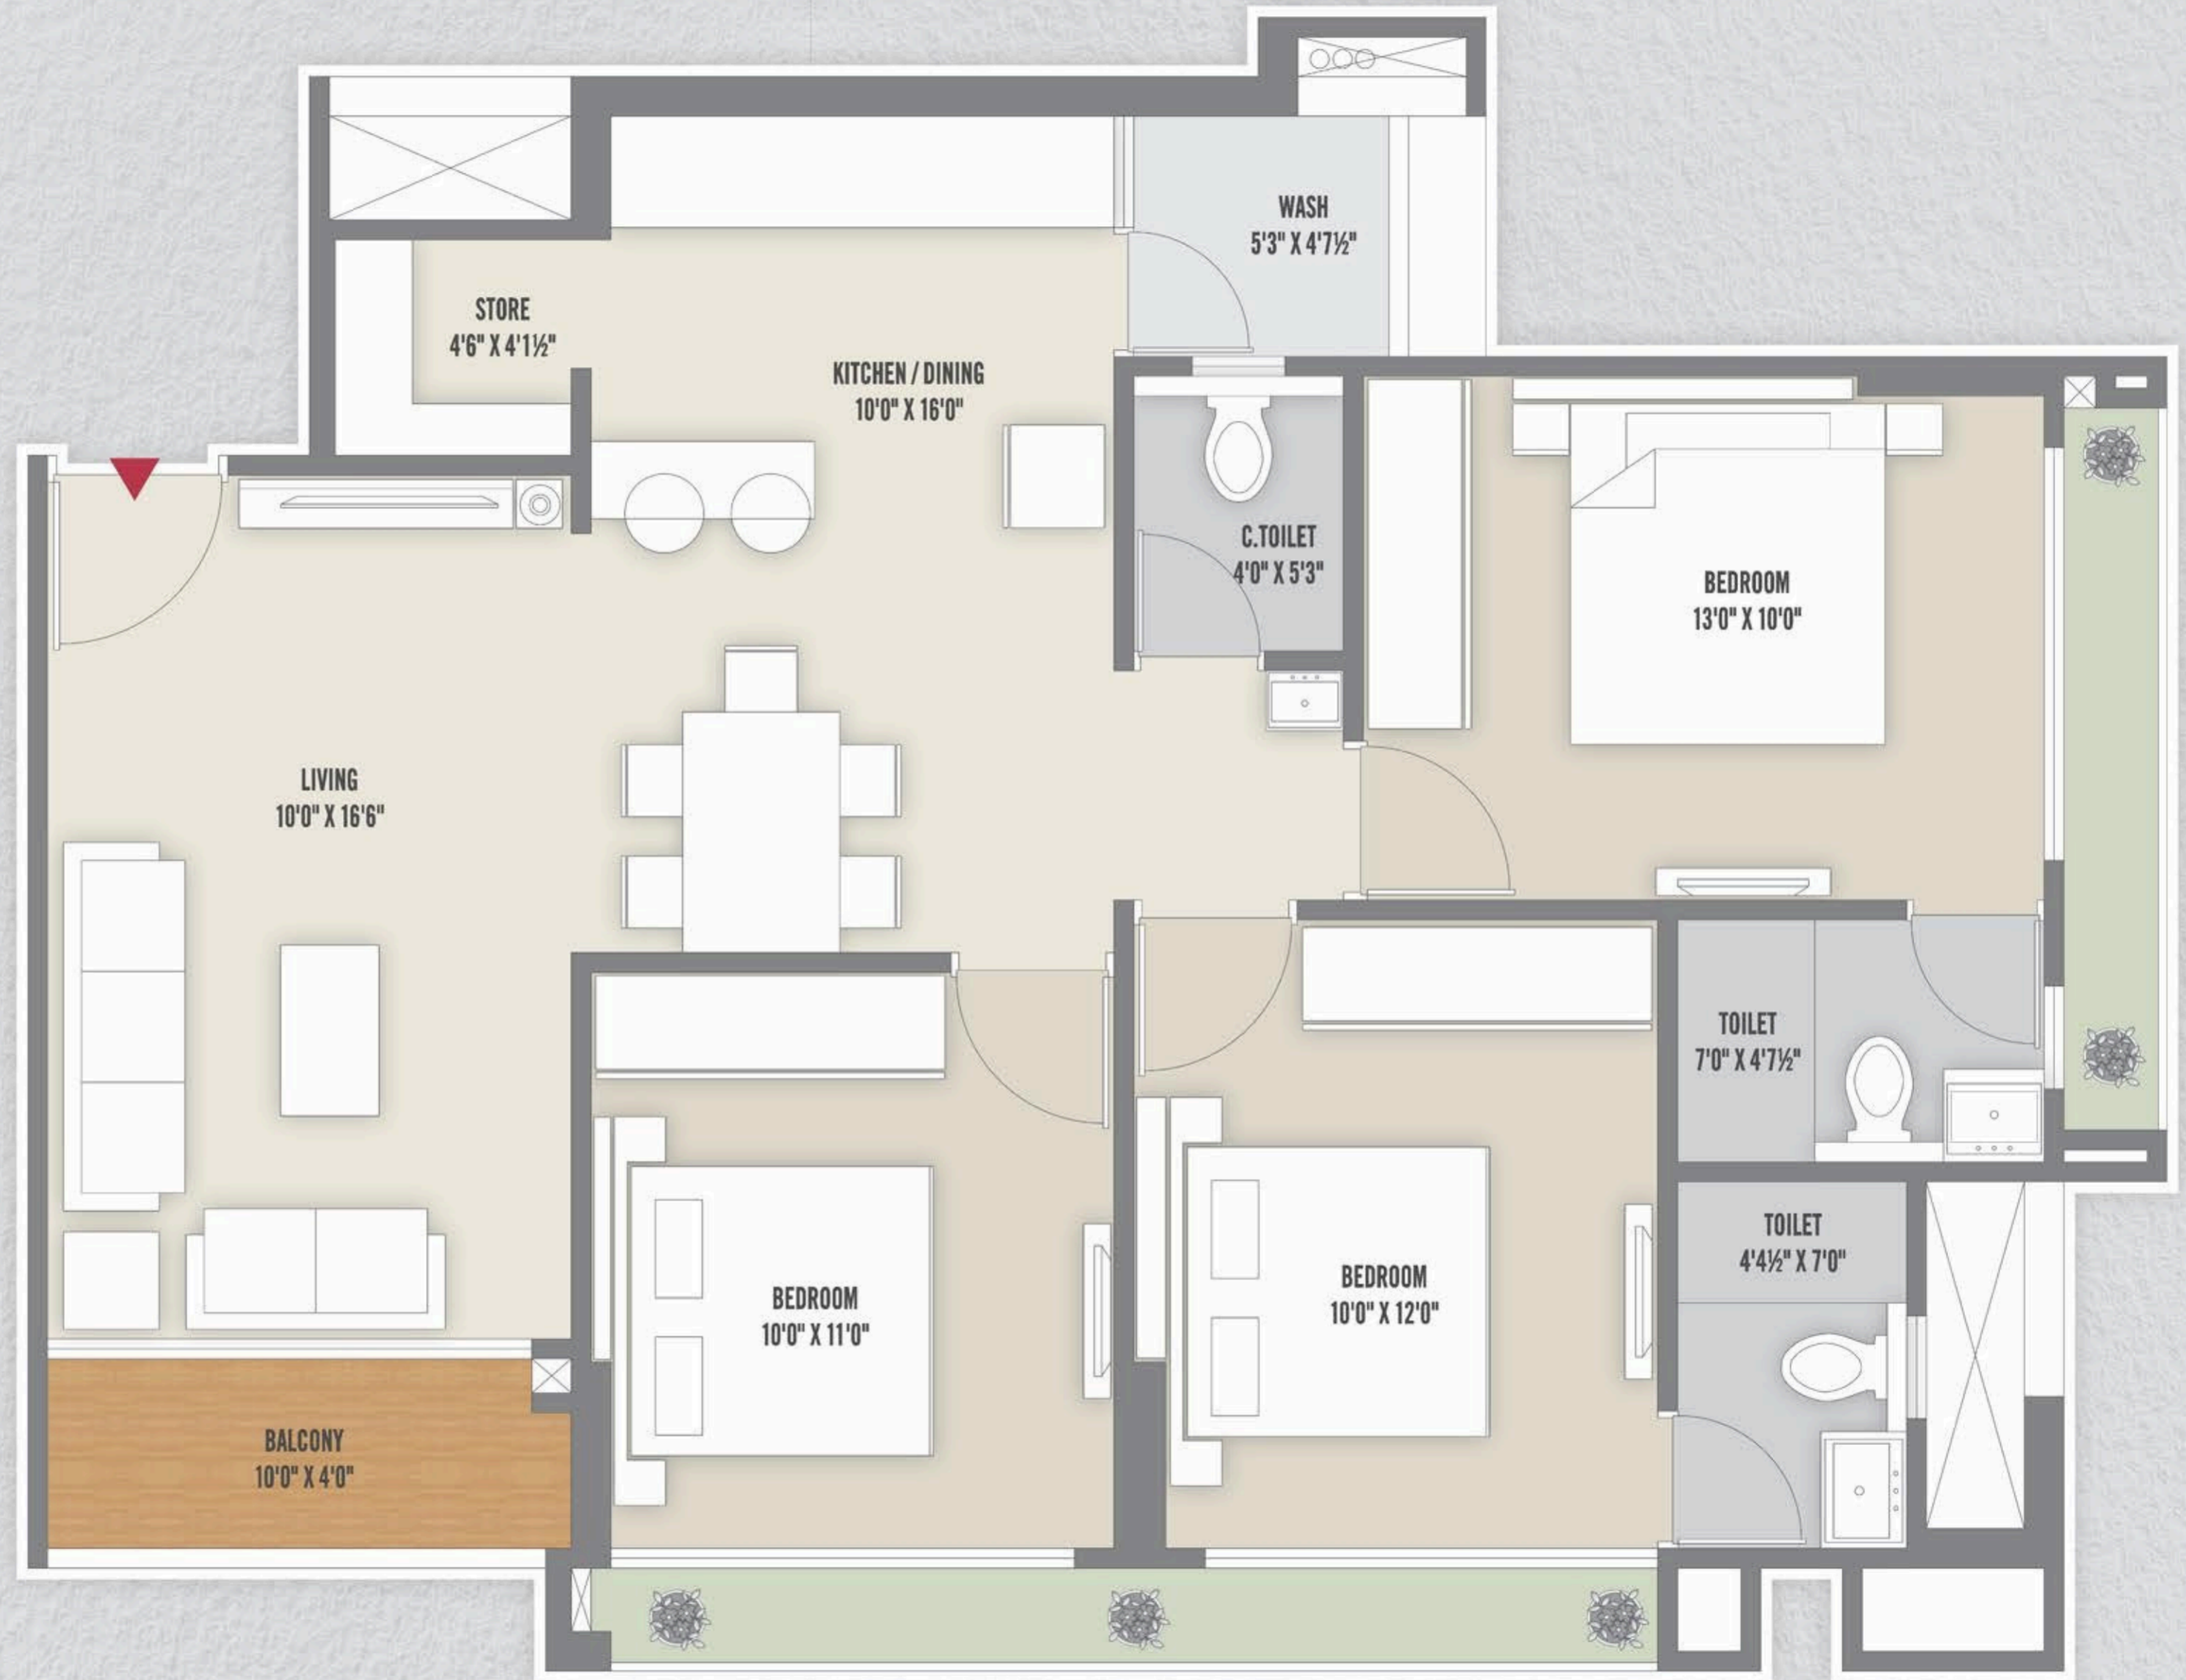 WASH
5'3" X 4'7½"
STORE
4'6" X 4'1½"
KITCHEN / DINING
10'0" X 16'0"
C.TOILET
4'0" X 5'3"
BEDROOM
13'0" X 10'0"
LIVING
10'0" X 16'6"
TOILET
7'0" X 4'7½"
TOILET
4'4½" X 7'0"
BEDROOM
10'0" X 11'0"
BEDROOM
10'0" X 12'0"
BALCONY
10'0" X 4'0"